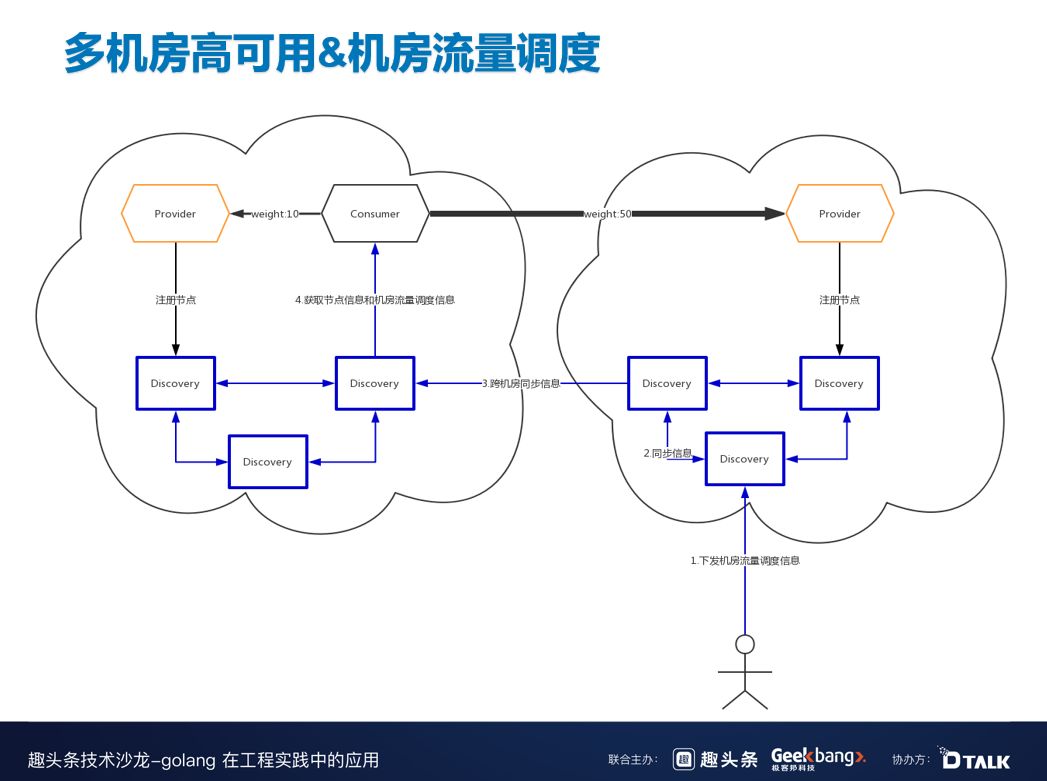 多机房高可用&机房流量调度
Provider
weight:10
Consumer
weight:50
Provider
注册节点
4.获取节点信息和机房流量调度信息
注册节点
Discovery
Discovery
3.跨机房同步信息
Discovery
Discovery
Discovery
2.同步信息
Discovery
1.下发机房流量调度信息
趣头条技术沙龙-golang 在工程实践中的应用
联合主办：
趣
趣头条
Geekbang>.
极客邦科技
协办方：
DTALK